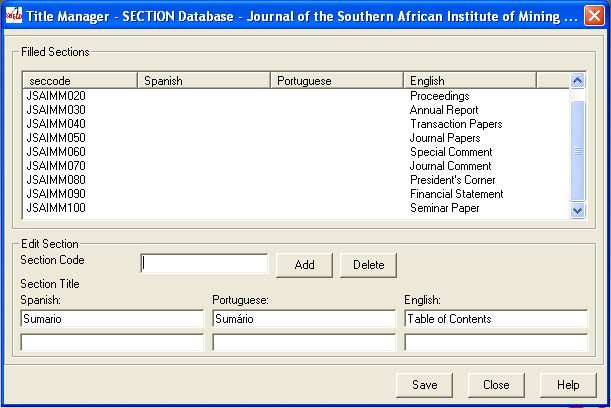 Title Manager - SECTION Database - Journal of the Southern African Institute of Mining ...
Filled Sections
seccode Spanish Portuguese English
JSAIMM020 Proceedings
JSAIMM030 Annual Report
JSAIMM040 Transaction Papers
JSAIMM050 Journal Papers
JSAIMM060 Special Comment
JSAIMM070 Journal Comment
JSAIMM080 President's Corner
JSAIMM090 Financial Statement
JSAIMM100 Seminar Paper
Edit Section
Section Code Add Delete
Section Title
Spanish: Portuguese: English:
Sumario Sumário Table of Contents
Save Close Help